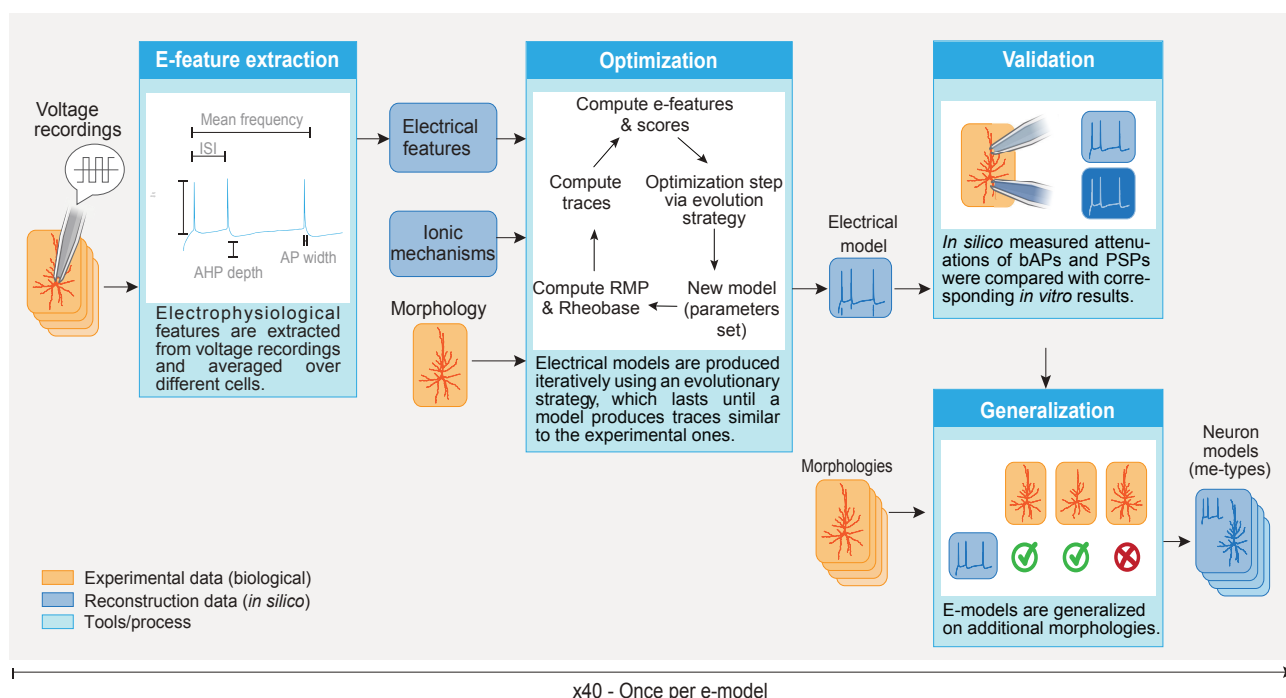 E-feature extraction
Voltage
recordings
Mean frequency
ISI
AHP depth
AP width
Electrophysiological
features are extracted
from voltage recordings
and averaged over
different cells.
Electrical
features
Ionic
mechanisms
Morphology
Optimization
Compute e-features
& scores
Compute
traces
Optimization step
via evolution
strategy
Compute RMP
& Rheobase
New model
(parameters
set)
Electrical models are produced
iteratively using an evolutionary
strategy, which lasts until a
model produces traces similar
to the experimental ones.
Electrical
model
Validation
In silico measured attenu-
uations of bAPs and PSPs
were compared with corre-
sponding in vitro results.
Generalization
Morphologies
Neuron
models
(me-types)
E-models are generalized
on additional morphologies.
Experimental data (biological)
Reconstruction data (in silico)
Tools/process
x40 - Once per e-model